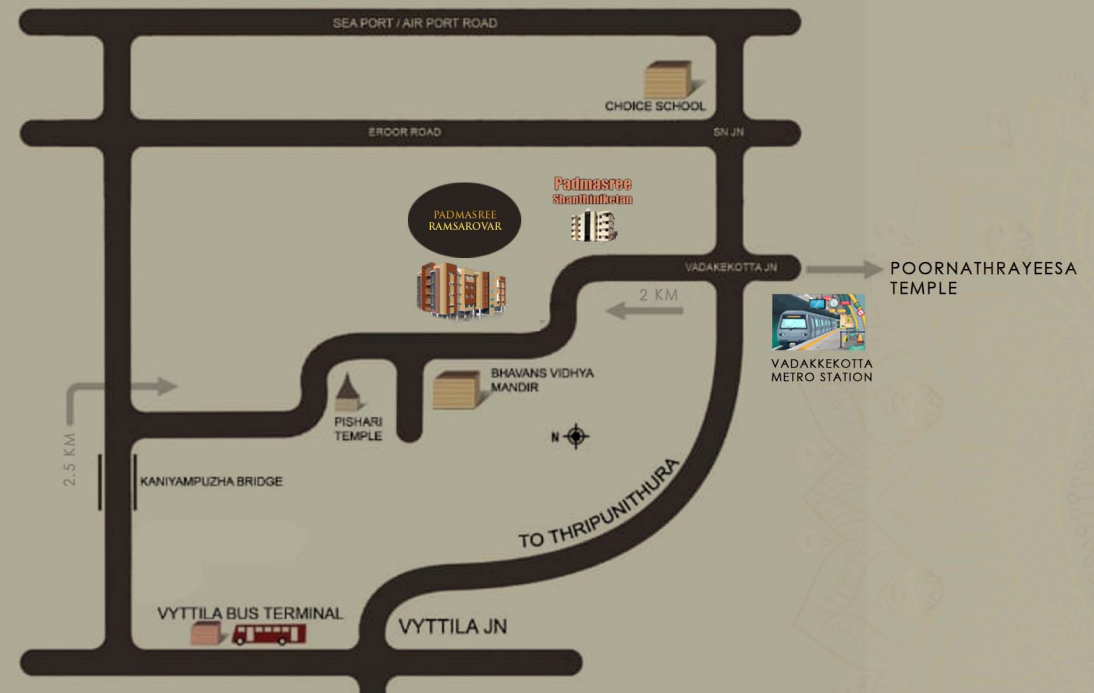 SEA PORT / AIR PORT ROAD
CHOICE SCHOOL
EROOR ROAD
SN JN
Padmasree
Shanthiniketan
PADMASREE
RAMSAROVAR
VADAKEKOTTA JN
POORNATHRAYEESA
TEMPLE
2 KM
VADAKKEKOTTA
METRO STATION
BHAVANS VIDHYA
MANDIR
PISHARI
TEMPLE
N
2.5 KM
KANIYAMPUZHA BRIDGE
TO THRIPUNITHURA
VYTTILA BUS TERMINAL
VYTTILA JN